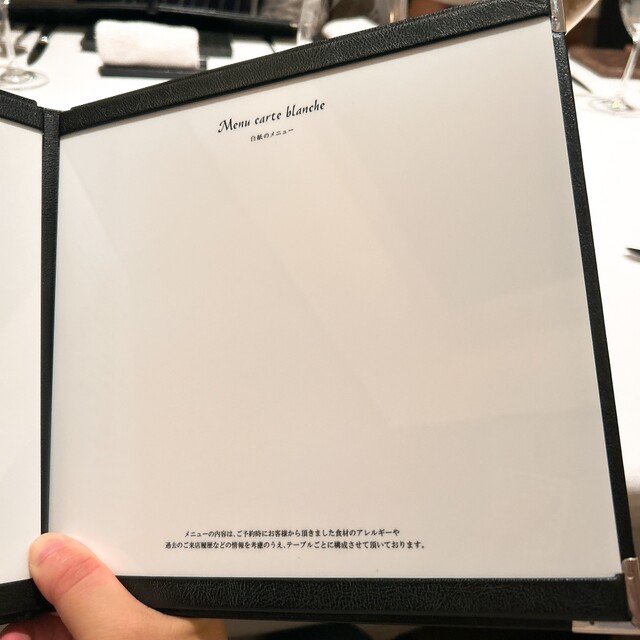 Menu carte blanche
白紙のメニュー
メニューの内容は、ご予約時にお客様から頂きました食材のアレルギーや
過去のご来店履歴などの情報を考慮のうえ、テーブルごとに構成させて頂いております。